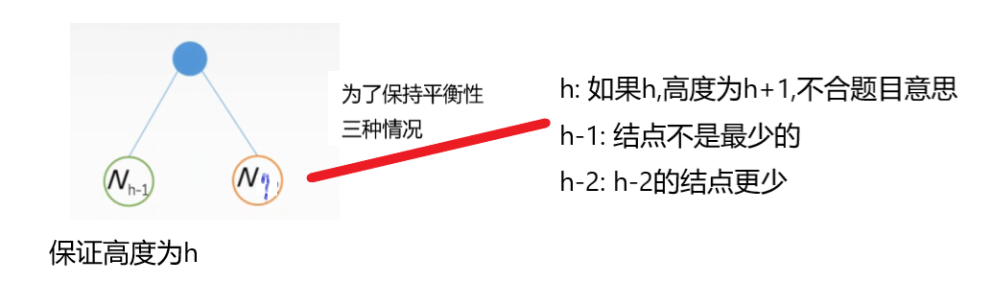 为了保持平衡性
三种情况
h: 如果h,高度为h+1,不合题目意思
h-1: 结点不是最少的
h-2: h-2的结点更少
N h-1
N ?
保证高度为h